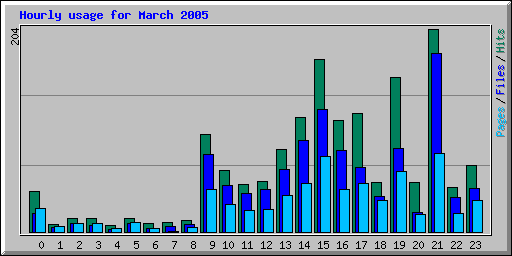 Hourly usage for March 2005
204
Pages / Files / Hits
0 1 2 3 4 5 6 7 8 9 10 11 12 13 14 15 16 17 18 19 20 21 22 23